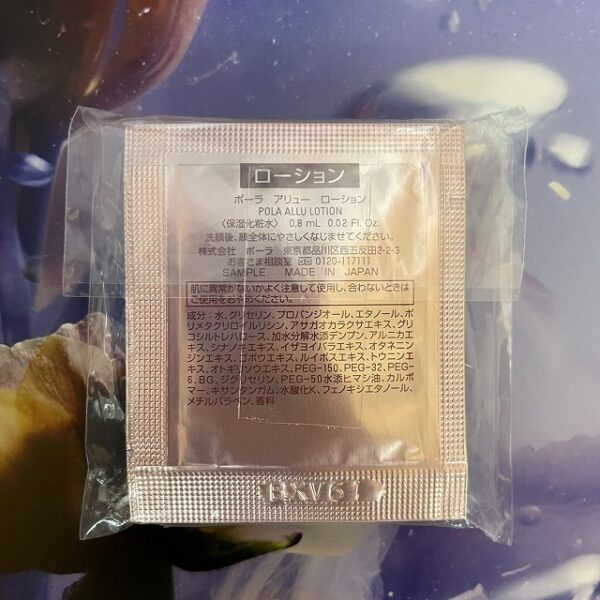 ローション
ポーラ アリュー ローション
POLA ALLU LOTION
〈保湿化粧水〉 0.8 mL 0.02 Fl. Oz.
洗顔後、顔全体にやさしくなじませてください。
株式会社 ポーラ 東京都品川区西五反田2-2-3
お客さま相談室 0120-117111
SAMPLE MADE IN JAPAN
肌に異常がないかよく注意して使用し、合わないときは
ご使用をおやめください。
成分:水、グリセリン、プロパンジオール、エタノール、ポ
リメタクリロイルリシン、アサガオカラクサエキス、グリ
コシルトレハロース、加水分解水添デンプン、アルニカエ
キス、シナノキエキス、イザヨイバラエキス、オタネニン
ジンエキス、ゴボウエキス、ルイボスエキス、トウニンエ
キス、オトギリソウエキス、PEG-150、PEG-32、PEG-
6、BG、ジグリセリン、PEG-50水添ヒマシ油、カルボ
マー、キサンタンガム、水酸化K、フェノキシエタノール、
メチルパラベン、香料
BXV61